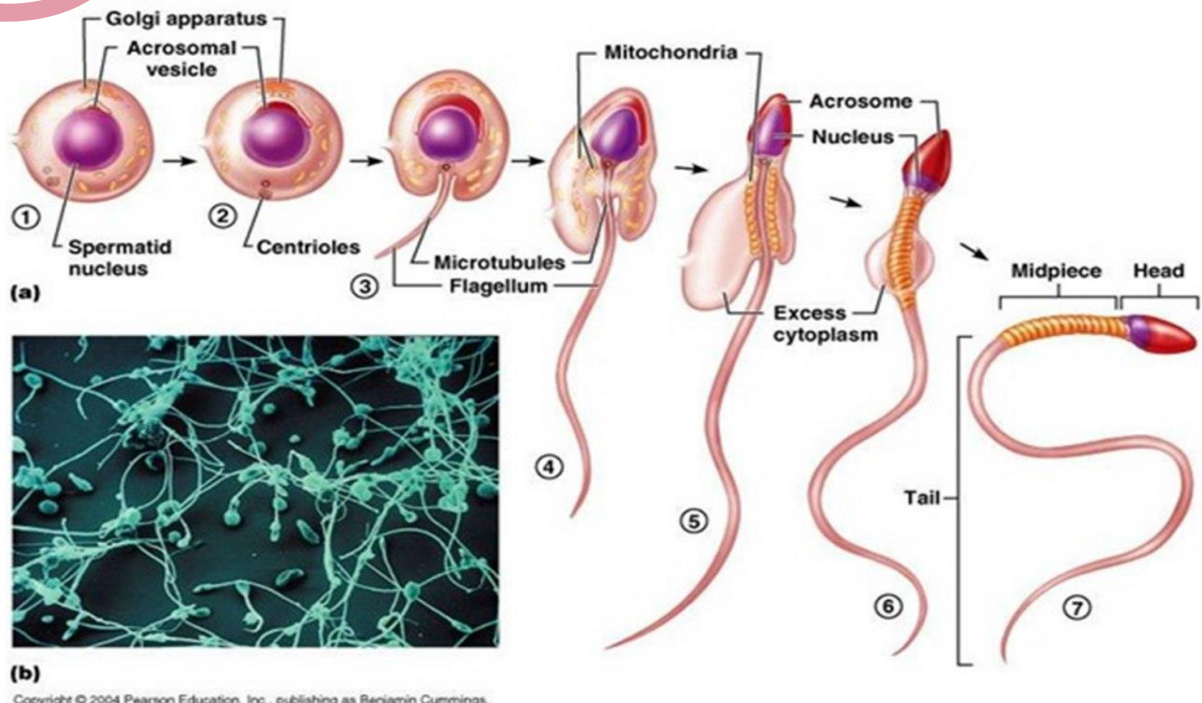 Golgi apparatus
Acrosomal
vesicle
Mitochondria
Acrosome
Nucleus
①
Spermatid
nucleus
②
Centrioles
③
Microtubules
Flagellum
(a)
Excess
cytoplasm
Midpiece
Head
④
⑤
Tail
⑥
⑦
(b)
Copyright © 2004 Pearson Education, Inc., publishing as Benjamin Cummings.